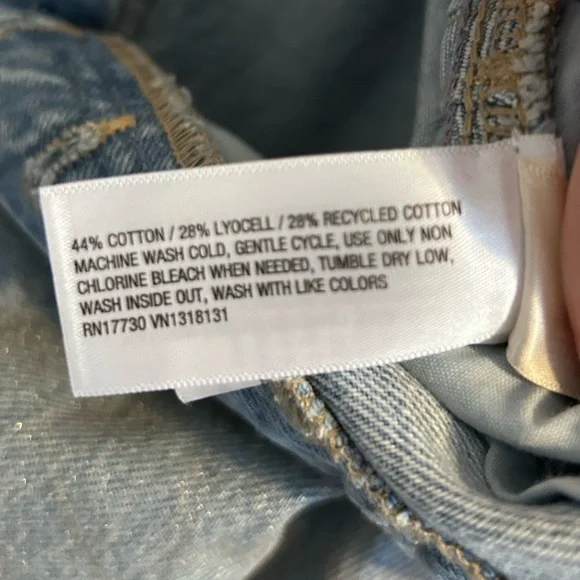 44% COTTON / 28% LYOCELL / 28% RECYCLED COTTON
MACHINE WASH COLD, GENTLE CYCLE, USE ONLY NON
CHLORINE BLEACH WHEN NEEDED, TUMBLE DRY LOW,
WASH INSIDE OUT, WASH WITH LIKE COLORS
RN17730 VN1318131